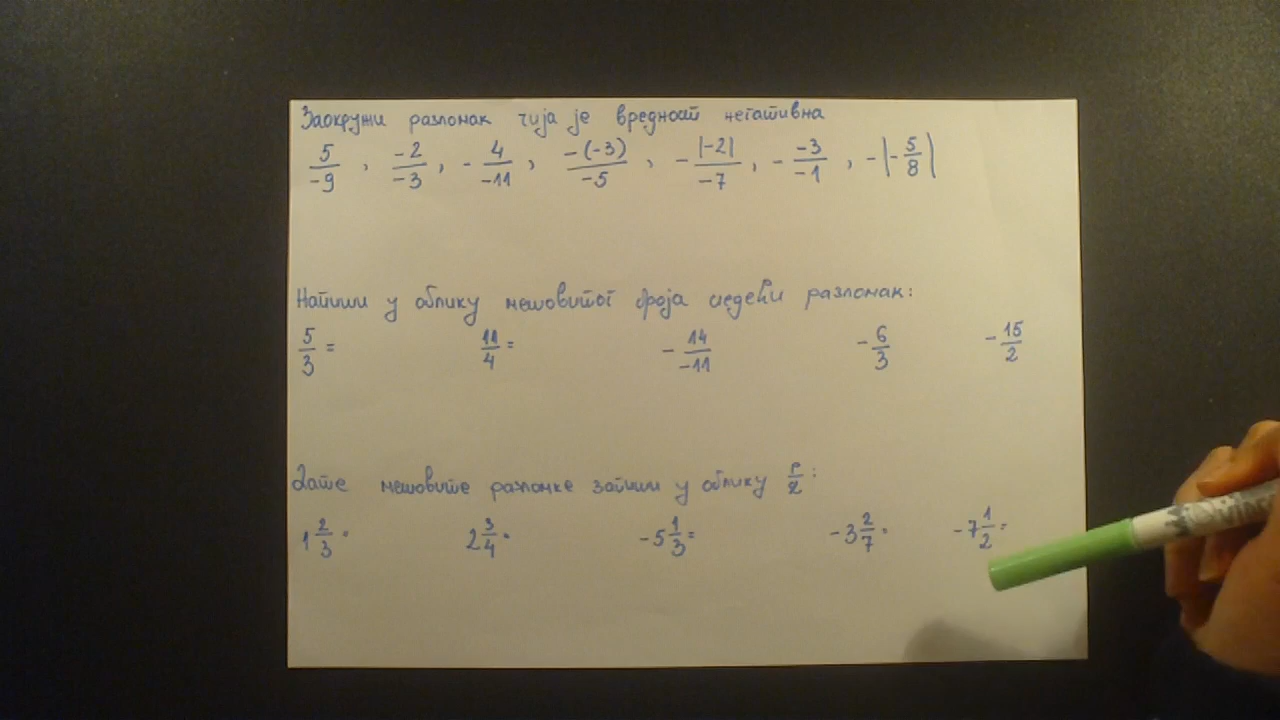 Заокружи разломак чија је вредност негативна
5/-9 , -2/-3 , - 4/-11 , -(-3)/-5 , - |-2|/-7 , - -3/-1 , -|-5/8|
Напиши у облику мешовитог броја следећи разломак:
5/3 = 11/4 = - 14/-11 - 6/3 - 15/2
Дате мешовите разломке запиши у облику p/q :
1 2/3 = 2 3/4 = -5 1/3 = -3 2/7 = -7 1/2 =